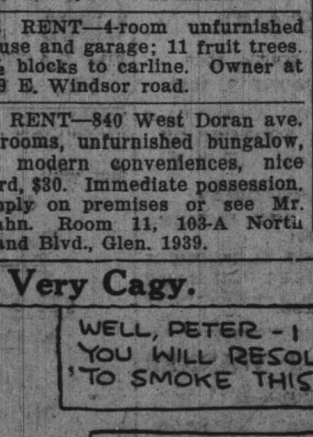 RENT—4-room unfurnished
use and garage; 11 fruit trees.
blocks to carline. Owner at
E. Windsor road.
RENT—840 West Doran ave.
rooms, unfurnished bungalow,
modern conveniences, nice
rd, $30. Immediate possession.
ply on premises or see Mr.
ahn. Room 11, 103-A North
and Blvd., Glen. 1939.
Very Cagy.
WELL, PETER - I
YOU WILL RESOL
TO SMOKE THIS